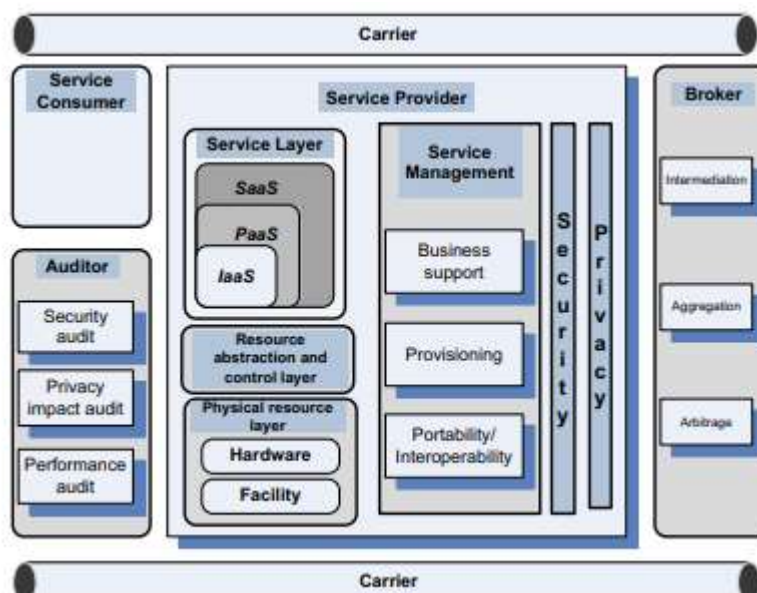 Carrier
Service
Consumer
Auditor
Security
audit
Privacy
impact audit
Performance
audit
Service Provider
Service Layer
SaaS
PaaS
IaaS
Resource
abstraction and
control layer
Physical resource
layer
Hardware
Facility
Service
Management
Business
support
Provisioning
Portability/
Interoperability
Security
Privacy
Broker
Intermediation
Aggregation
Arbitrage
Carrier